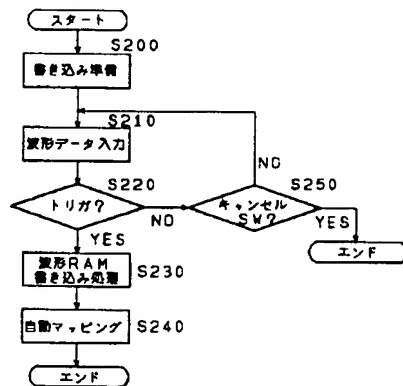 スタート
S200
書き込み準備
S210
波形データ入力
NO
S220
S250
トリガ?
キャンセル
SW?
NO
YES
YES
波形RAM
書き込み処理
S230
エンド
自動マッピング
S240
エンド